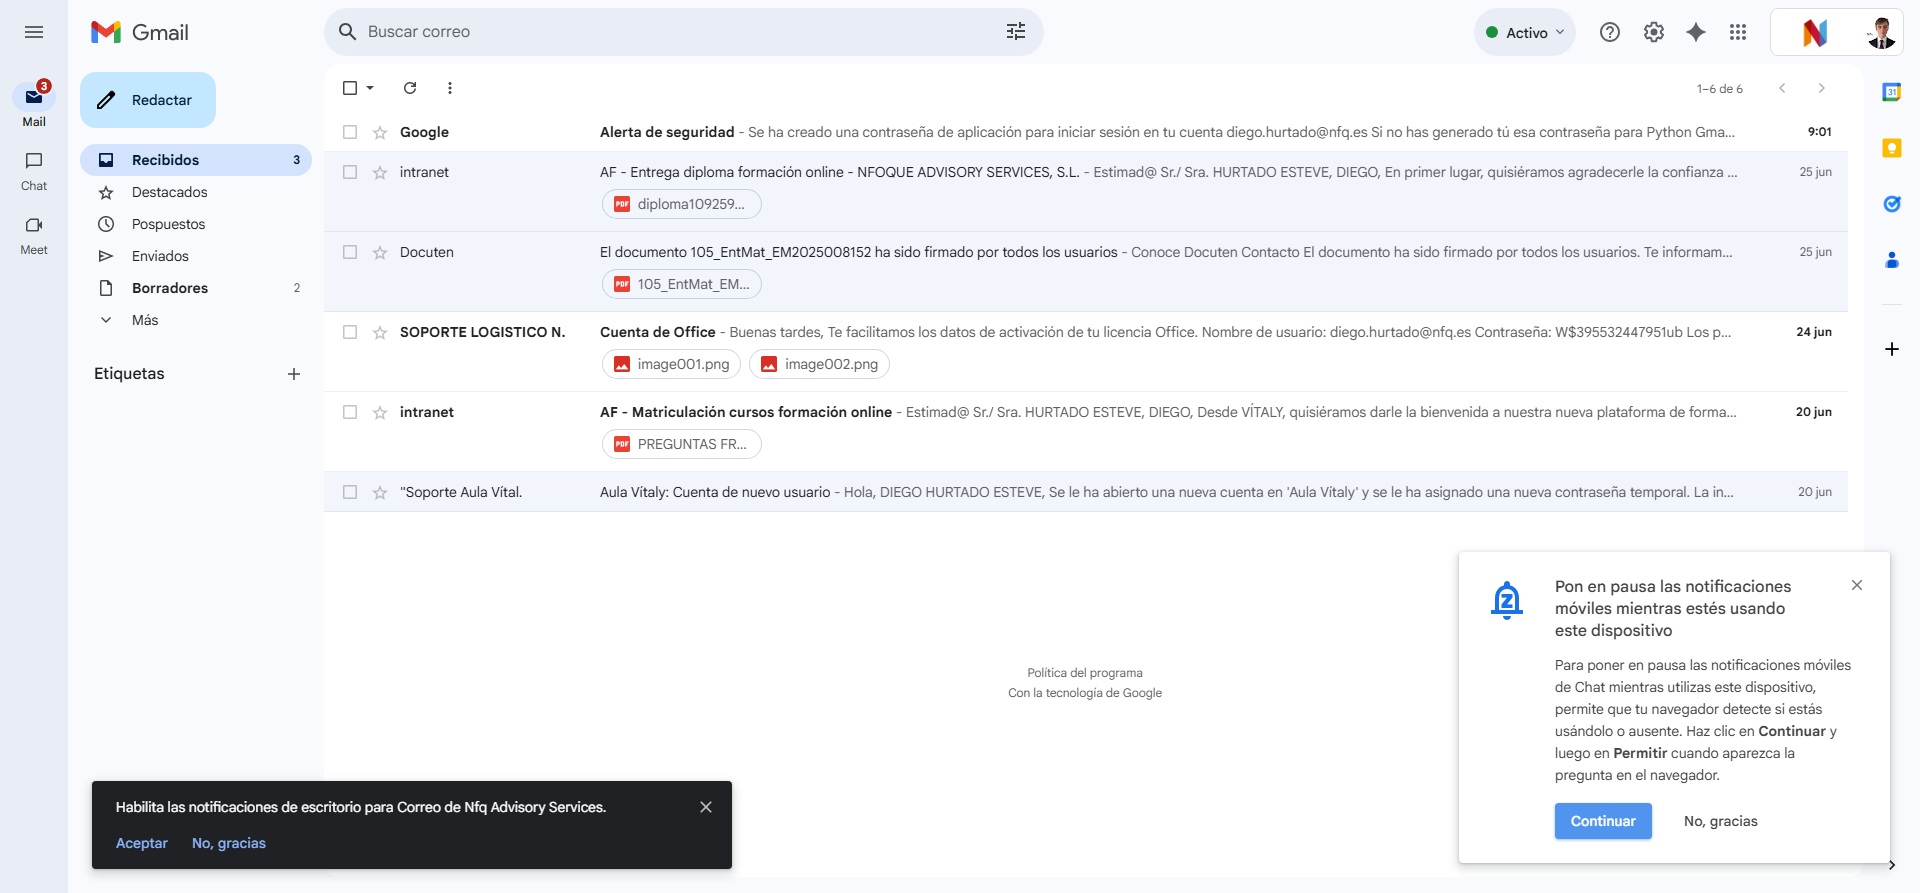 Gmail
Buscar correo
Activo
3
Mail
Chat
Meet
Redactar
Recibidos 3
Destacados
Pospuestos
Enviados
Borradores 2
Más
Etiquetas
1–6 de 6
Google Alerta de seguridad - Se ha creado una contraseña de aplicación para iniciar sesión en tu cuenta diego.hurtado@nfq.es Si no has generado tú esa contraseña para Python Gma... 9:01
intranet AF - Entrega diploma formación online - NFOQUE ADVISORY SERVICES, S.L. - Estimad@ Sr./ Sra. HURTADO ESTEVE, DIEGO, En primer lugar, quisiéramos agradecerle la confianza ... 25 jun
PDF diploma109259...
Docuten El documento 105_EntMat_EM2025008152 ha sido firmado por todos los usuarios - Conoce Docuten Contacto El documento ha sido firmado por todos los usuarios. Te informam... 25 jun
PDF 105_EntMat_EM...
SOPORTE LOGISTICO N. Cuenta de Office - Buenas tardes, Te facilitamos los datos de activación de tu licencia Office. Nombre de usuario: diego.hurtado@nfq.es Contraseña: W$395532447951ub Los p... 24 jun
image001.png image002.png
intranet AF - Matriculación cursos formación online - Estimad@ Sr./ Sra. HURTADO ESTEVE, DIEGO, Desde VÍTALY, quisiéramos darle la bienvenida a nuestra nueva plataforma de forma... 20 jun
PDF PREGUNTAS FR...
"Soporte Aula Vítal. Aula Vítaly: Cuenta de nuevo usuario - Hola, DIEGO HURTADO ESTEVE, Se le ha abierto una nueva cuenta en 'Aula Vítaly' y se le ha asignado una nueva contraseña temporal. La in... 20 jun
Política del programa
Con la tecnología de Google
31
Pon en pausa las notificaciones
móviles mientras estés usando
este dispositivo
Para poner en pausa las notificaciones móviles
de Chat mientras utilizas este dispositivo,
permite que tu navegador detecte si estás
usándolo o ausente. Haz clic en Continuar y
luego en Permitir cuando aparezca la
pregunta en el navegador.
Continuar No, gracias
Habilita las notificaciones de escritorio para Correo de Nfq Advisory Services.
Aceptar No, gracias